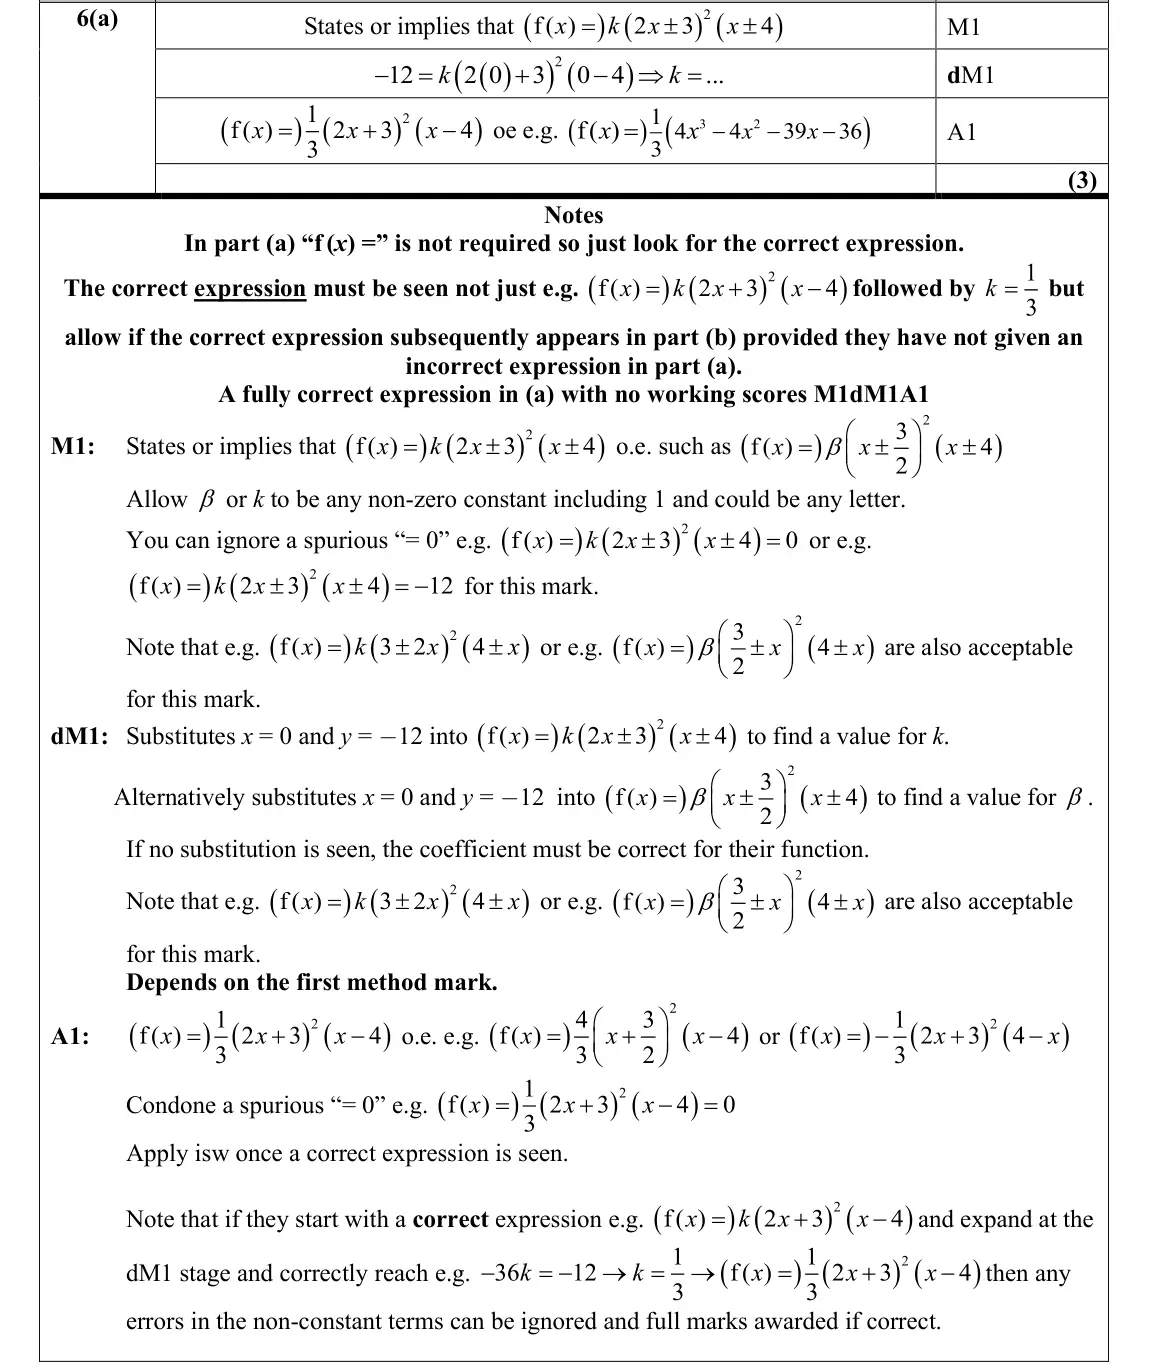 6(a) States or implies that (f(x) =)k(2x ± 3)²(x ± 4) M1
−12 = k(2(0)+3)²(0−4) ⇒ k = ... dM1
(f(x) =)1/3(2x+3)²(x−4) oe e.g. (f(x) =)1/3(4x³ − 4x² − 39x − 36) A1
(3)
Notes
In part (a) “f (x) =” is not required so just look for the correct expression.
The correct expression must be seen not just e.g. (f(x) =)k(2x+3)²(x−4) followed by k = 1/3 but
allow if the correct expression subsequently appears in part (b) provided they have not given an
incorrect expression in part (a).
A fully correct expression in (a) with no working scores M1dM1A1
M1: States or implies that (f(x) =)k(2x ± 3)²(x ± 4) o.e. such as (f(x) =)β(x ± 3/2)²(x ± 4)
Allow β or k to be any non-zero constant including 1 and could be any letter.
You can ignore a spurious “= 0” e.g. (f(x) =)k(2x ± 3)²(x ± 4) = 0 or e.g.
(f(x) =)k(2x ± 3)²(x ± 4) = −12 for this mark.
Note that e.g. (f(x) =)k(3 ± 2x)²(4 ± x) or e.g. (f(x) =)β(3/2 ± x)²(4 ± x) are also acceptable
for this mark.
dM1: Substitutes x = 0 and y = −12 into (f(x) =)k(2x ± 3)²(x ± 4) to find a value for k.
Alternatively substitutes x = 0 and y = −12 into (f(x) =)β(x ± 3/2)²(x ± 4) to find a value for β .
If no substitution is seen, the coefficient must be correct for their function.
Note that e.g. (f(x) =)k(3 ± 2x)²(4 ± x) or e.g. (f(x) =)β(3/2 ± x)²(4 ± x) are also acceptable
for this mark.
Depends on the first method mark.
A1: (f(x) =)1/3(2x+3)²(x−4) o.e. e.g. (f(x) =)4/3(x + 3/2)²(x−4) or (f(x) =)−1/3(2x+3)²(4−x)
Condone a spurious “= 0” e.g. (f(x) =)1/3(2x+3)²(x−4) = 0
Apply isw once a correct expression is seen.
Note that if they start with a correct expression e.g. (f(x) =)k(2x+3)²(x−4) and expand at the
dM1 stage and correctly reach e.g. −36k = −12 → k = 1/3 → (f(x) =)1/3(2x+3)²(x−4) then any
errors in the non-constant terms can be ignored and full marks awarded if correct.